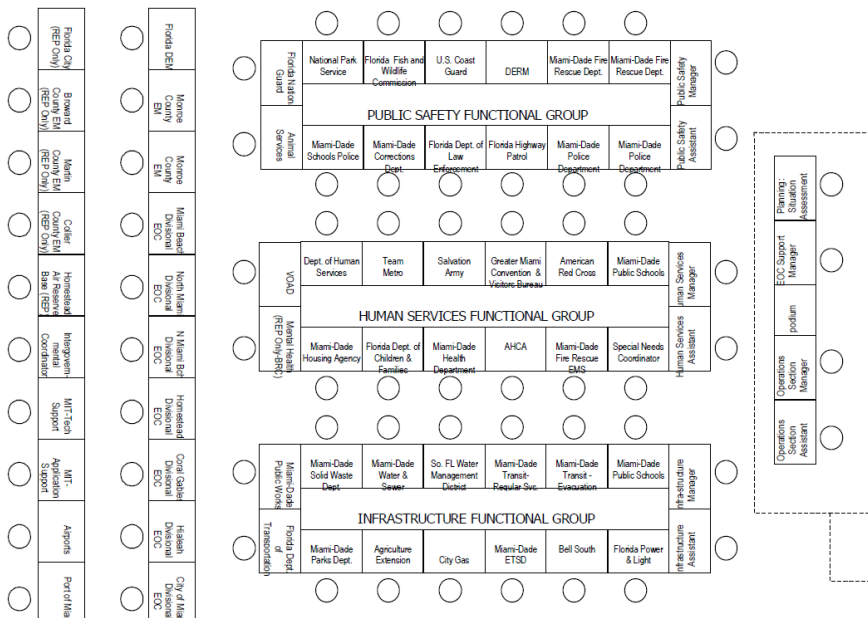 Florida City
(REP Only)
Broward
County EM
(REP Only)
Martin
County EM
(REP Only)
Collier
County EM
(REP Only)
Homestead
Air Reserve
Base (REP
Intergovern-
mental
Coordinator
MIT-Tech
Support
MIT-
Application
Support
Airports
Port of Mia
Florida DEM
Monroe
County
EM
Monroe
County
EM
Miami Beach
Divisional
EOC
North Miami
Divisional
EOC
N Miami Bch
Divisional
EOC
Homestead
Divisional
EOC
Coral Gables
Divisional
EOC
Hialeah
Divisional
EOC
City of Mia
Divisional
EOC
Florida Nation
Guard
National Park
Service
Florida Fish and
Wildlife
Commission
U.S. Coast
Guard
DERM
Miami-Dade Fire
Rescue Dept.
Miami-Dade Fire
Rescue Dept.
Public Safety
Manager
PUBLIC SAFETY FUNCTIONAL GROUP
Animal
Services
Miami-Dade
Schools Police
Miami-Dade
Corrections
Dept.
Florida Dept. of
Law
Enforcement
Florida Highway
Patrol
Miami-Dade
Police
Department
Miami-Dade
Police
Department
Public Safety
Assistant
VOAD
Dept. of Human
Services
Team
Metro
Salvation
Army
Greater Miami
Convention &
Visitors Bureau
American
Red Cross
Miami-Dade
Public Schools
uman Services
Manager
HUMAN SERVICES FUNCTIONAL GROUP
Mental Health
(REP Only-BRC)
Miami-Dade
Housing Agency
Florida Dept. of
Children &
Families
Miami-Dade
Health
Department
AHCA
Miami-Dade
Fire Rescue
EMS
Special Needs
Coordinator
Human Services
Assistant
Miami-Dade
Public Works
Miami-Dade
Solid Waste
Dept.
Miami-Dade
Water &
Sewer
So. FL Water
Management
District
Miami-Dade
Transit-
Regular Svc.
Miami-Dade
Transit -
Evacuation
Miami-Dade
Public Schools
nfra-structure
Manager
INFRASTRUCTURE FUNCTIONAL GROUP
Florida Dept.
of
Transportation
Miami-Dade
Parks Dept.
Agriculture
Extension
City Gas
Miami-Dade
ETSD
Bell South
Florida Power
& Light
nfrastructure
Assistant
Planning:
Situation
Assessment
EOC Support
Manager
podium
Operations
Section
Manager
Operations
Section
Assistant